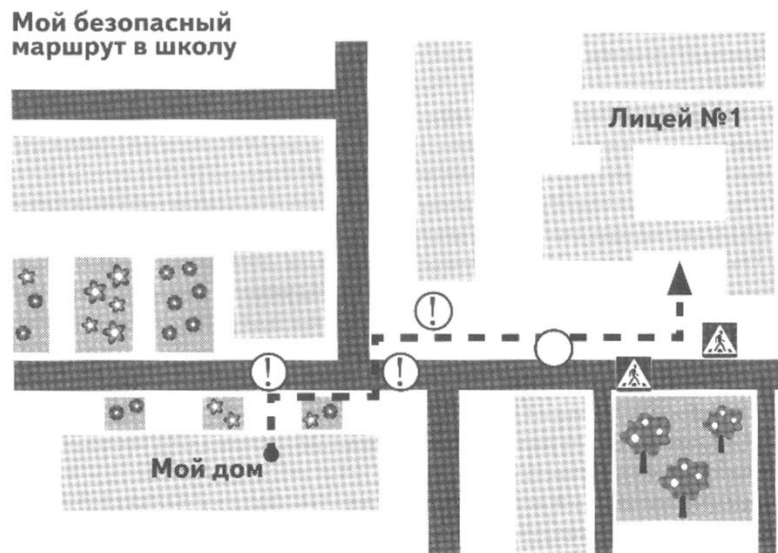 Мой безопасный
маршрут в школу
Лицей №1
!
!
!
Мой дом